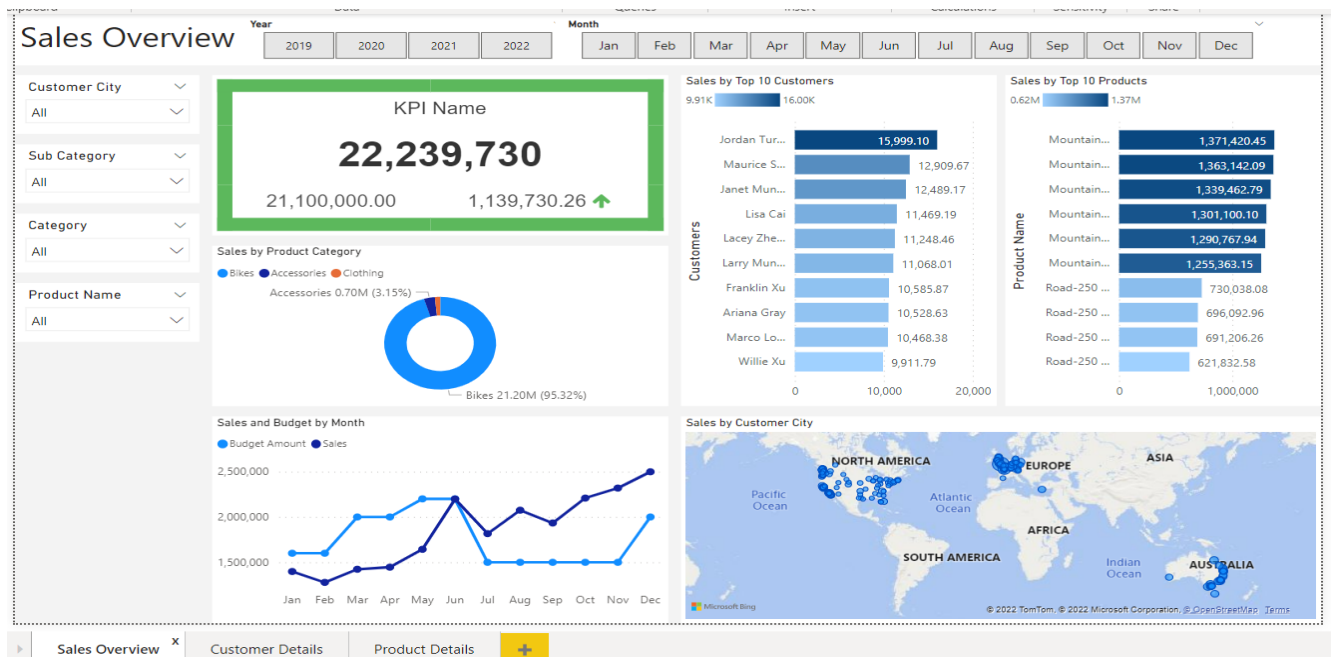 Sales Overview
Year
2019 2020 2021 2022
Month
Jan Feb Mar Apr May Jun Jul Aug Sep Oct Nov Dec
Customer City
All
Sub Category
All
Category
All
Product Name
All
KPI Name
22,239,730
21,100,000.00 1,139,730.26
Sales by Product Category
Bikes Accessories Clothing
Accessories 0.70M (3.15%)
Bikes 21.20M (95.32%)
Sales and Budget by Month
Budget Amount Sales
2,500,000
2,000,000
1,500,000
Jan Feb Mar Apr May Jun Jul Aug Sep Oct Nov Dec
Sales by Top 10 Customers
9.91K 16.00K
Customers
Jordan Tur... 15,999.10
Maurice S... 12,909.67
Janet Mun... 12,489.17
Lisa Cai 11,469.19
Lacey Zhe... 11,248.46
Larry Mun... 11,068.01
Franklin Xu 10,585.87
Ariana Gray 10,528.63
Marco Lo... 10,468.38
Willie Xu 9,911.79
0 10,000 20,000
Sales by Top 10 Products
0.62M 1.37M
Product Name
Mountain... 1,371,420.45
Mountain... 1,363,142.09
Mountain... 1,339,462.79
Mountain... 1,301,100.10
Mountain... 1,290,767.94
Mountain... 1,255,363.15
Road-250 ... 730,038.08
Road-250 ... 696,092.96
Road-250 ... 691,206.26
Road-250 ... 621,832.58
0 1,000,000
Sales by Customer City
NORTH AMERICA
EUROPE
ASIA
Pacific
Ocean
Atlantic
Ocean
AFRICA
SOUTH AMERICA
Indian
Ocean
AUSTRALIA
Microsoft Bing
© 2022 TomTom, © 2022 Microsoft Corporation, © OpenStreetMap Terms
Sales Overview x Customer Details Product Details +